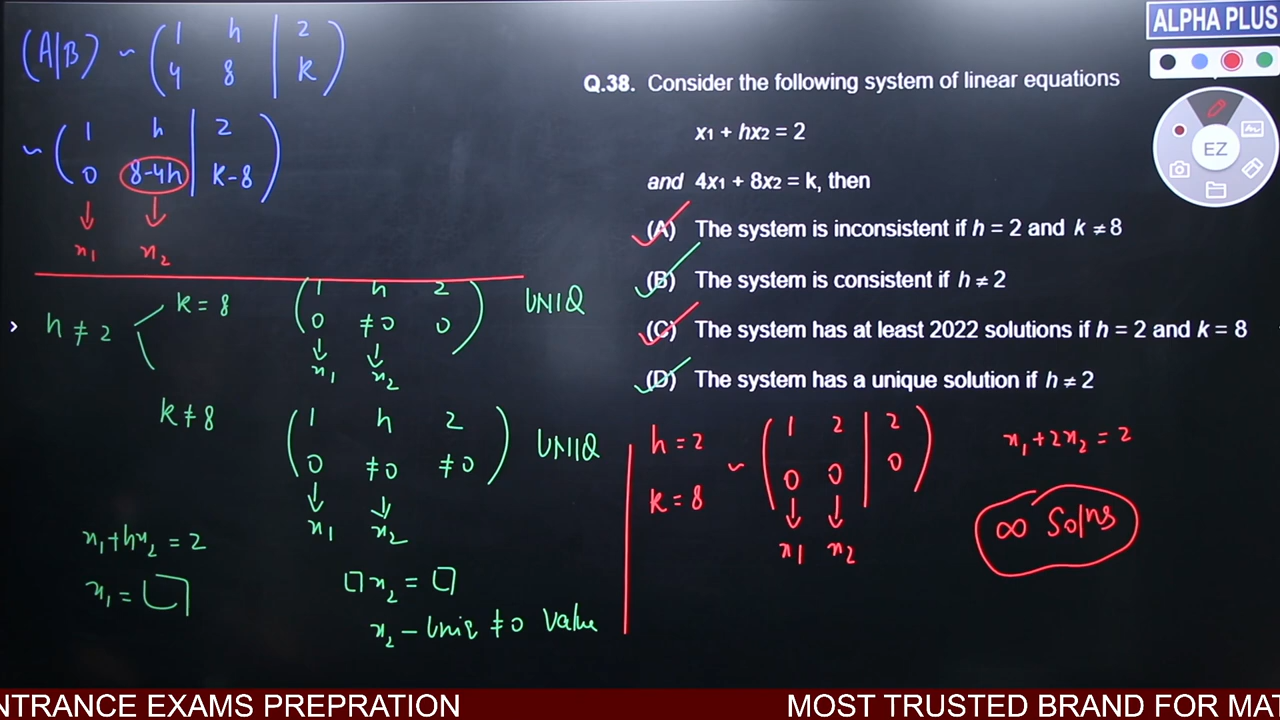 ALPHA PLUS
EZ
Q.38. Consider the following system of linear equations
x₁ + hx₂ = 2
and 4x₁ + 8x₂ = k, then
(A) The system is inconsistent if h = 2 and k ≠ 8
(B) The system is consistent if h ≠ 2
(C) The system has at least 2022 solutions if h = 2 and k = 8
(D) The system has a unique solution if h ≠ 2
(A|B) ~ ( 1 h | 2
4 8 | k )
~ ( 1 h | 2
0 8-4h | k-8 )
↓ ↓
x₁ x₂
h ≠ 2
k = 8
( 1 h 2
0 ≠0 0 )
UNIQ
↓ ↓
x₁ x₂
k ≠ 8
( 1 h 2
0 ≠0 ≠0 )
UNIQ
↓ ↓
x₁ x₂
x₁+hx₂ = 2
x₁ = □
□x₂ = □
x₂ – Uniq ≠0 Value
h = 2
k = 8
~ ( 1 2 | 2
0 0 | 0 )
↓ ↓
x₁ x₂
x₁+2x₂ = 2
∞ Solns
NTRANCE EXAMS PREPRATION
MOST TRUSTED BRAND FOR MAT